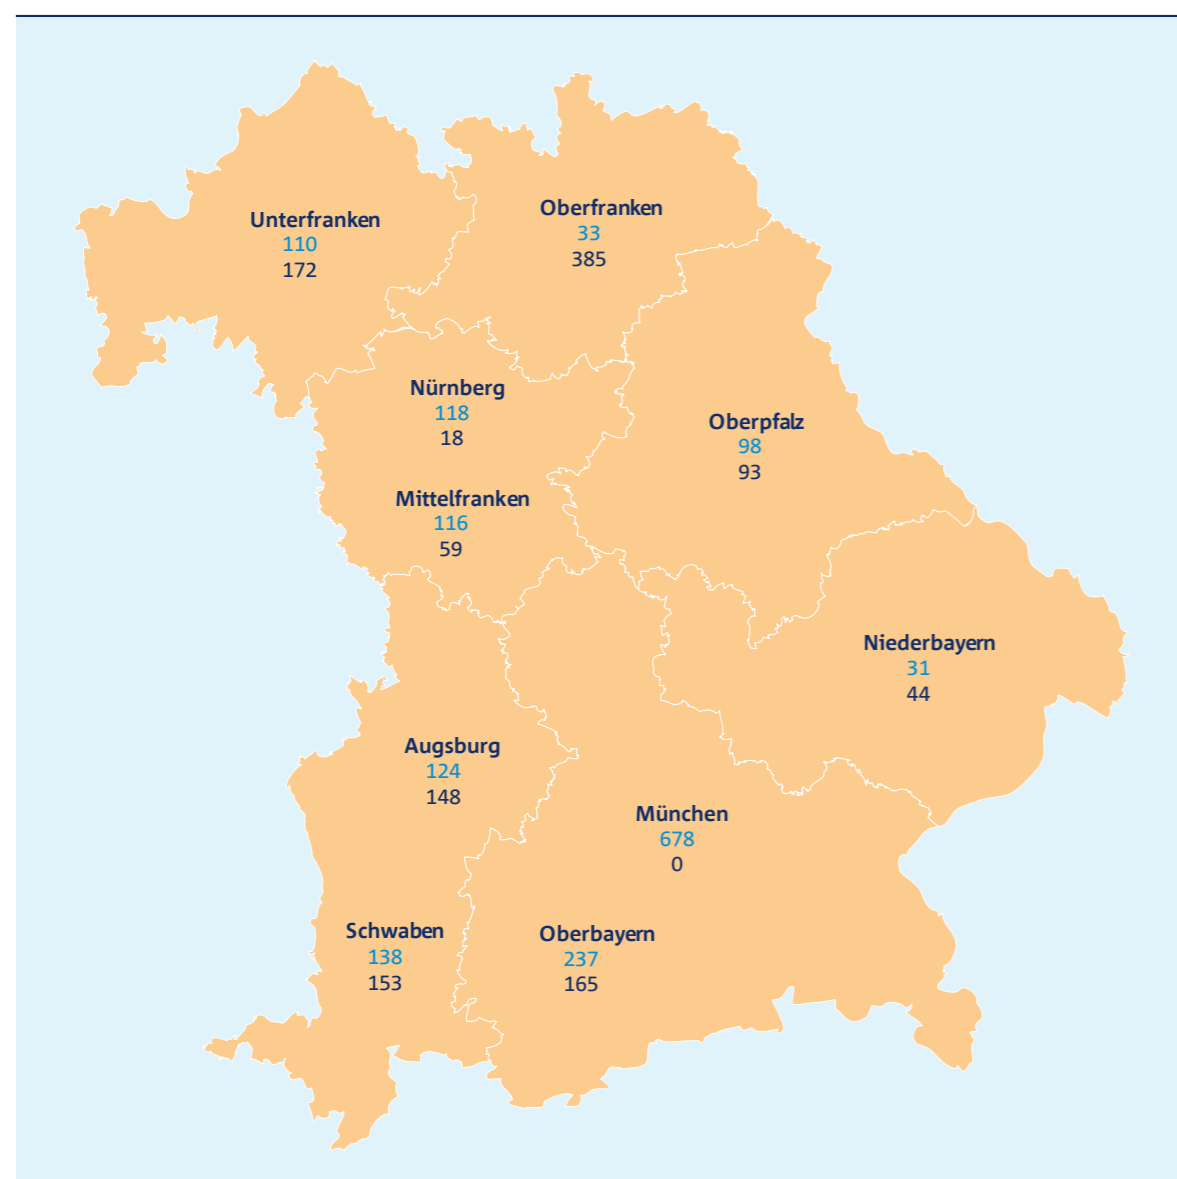 Unterfranken
110
172
Oberfranken
33
385
Nürnberg
118
18
Oberpfalz
98
93
Mittelfranken
116
59
Niederbayern
31
44
Augsburg
124
148
München
678
0
Schwaben
138
153
Oberbayern
237
165